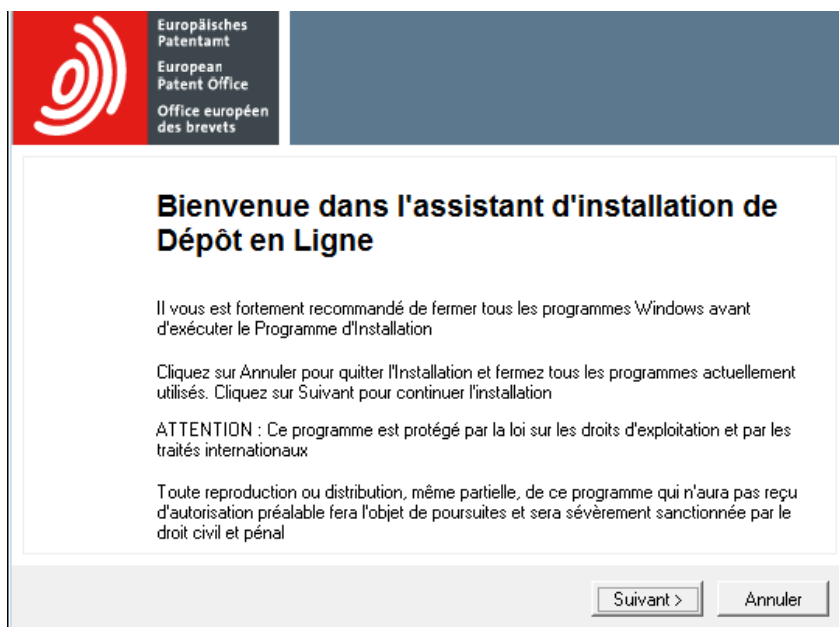 Europäisches
Patentamt
European
Patent Office
Office européen
des brevets
Bienvenue dans l'assistant d'installation de
Dépôt en Ligne
Il vous est fortement recommandé de fermer tous les programmes Windows avant
d'exécuter le Programme d'Installation
Cliquez sur Annuler pour quitter l'Installation et fermez tous les programmes actuellement
utilisés. Cliquez sur Suivant pour continuer l'installation
ATTENTION : Ce programme est protégé par la loi sur les droits d'exploitation et par les
traités internationaux
Toute reproduction ou distribution, même partielle, de ce programme qui n'aura pas reçu
d'autorisation préalable fera l'objet de poursuites et sera sévèrement sanctionnée par le
droit civil et pénal
Suivant >
Annuler